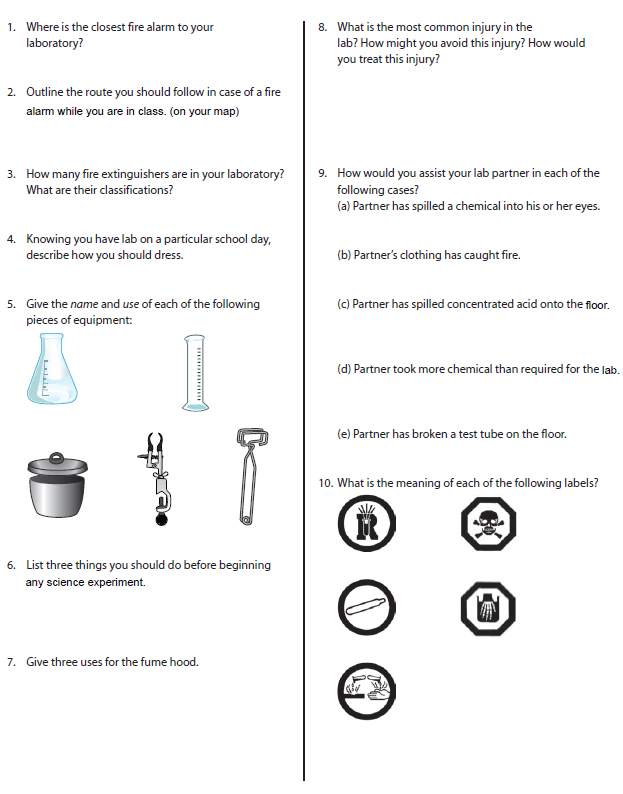 1. Where is the closest fire alarm to your
laboratory?
2. Outline the route you should follow in case of a fire
alarm while you are in class. (on your map)
3. How many fire extinguishers are in your laboratory?
What are their classifications?
4. Knowing you have lab on a particular school day,
describe how you should dress.
5. Give the name and use of each of the following
pieces of equipment:
6. List three things you should do before beginning
any science experiment.
7. Give three uses for the fume hood.
8. What is the most common injury in the
lab? How might you avoid this injury? How would
you treat this injury?
9. How would you assist your lab partner in each of the
following cases?
(a) Partner has spilled a chemical into his or her eyes.
(b) Partner's clothing has caught fire.
(c) Partner has spilled concentrated acid onto the floor.
(d) Partner took more chemical than required for the lab.
(e) Partner has broken a test tube on the floor.
10. What is the meaning of each of the following labels?
R